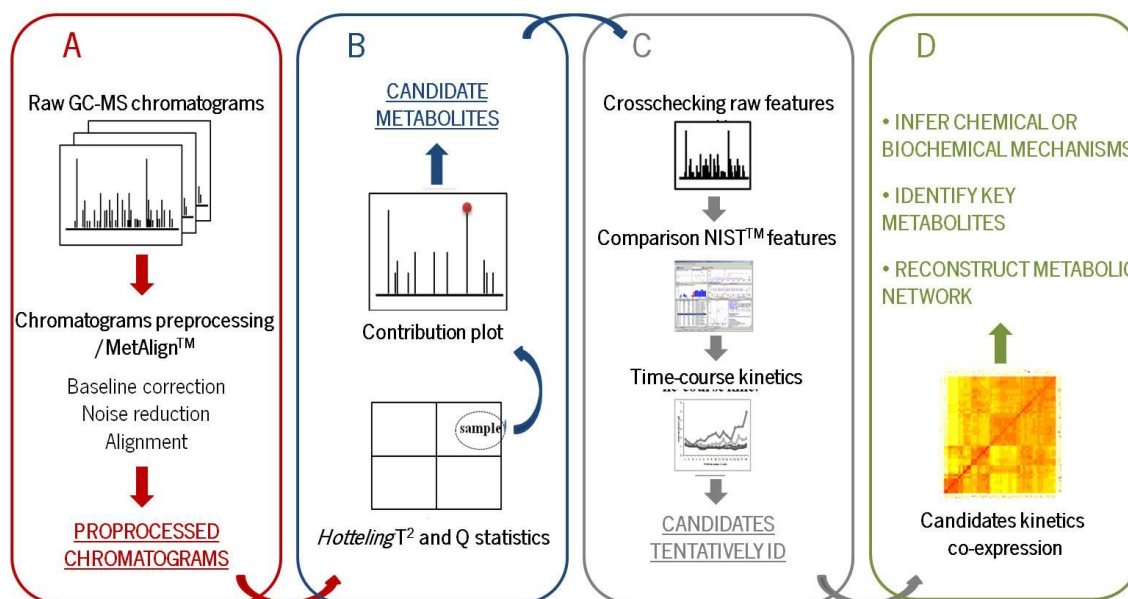 A
Raw GC-MS chromatograms
Chromatograms preprocessing
/ MetAlign™
Baseline correction
Noise reduction
Alignment
PROPROCESSED
CHROMATOGRAMS
B
CANDIDATE
METABOLITES
Contribution plot
sample
Hotteling T² and Q statistics
C
Crosschecking raw features
Comparison NIST™ features
Time-course kinetics
CANDIDATES
TENTATIVELY ID
D
• INFER CHEMICAL OR
BIOCHEMICAL MECHANISMS
• IDENTIFY KEY
METABOLITES
• RECONSTRUCT METABOLIC
NETWORK
Candidates kinetics
co-expression